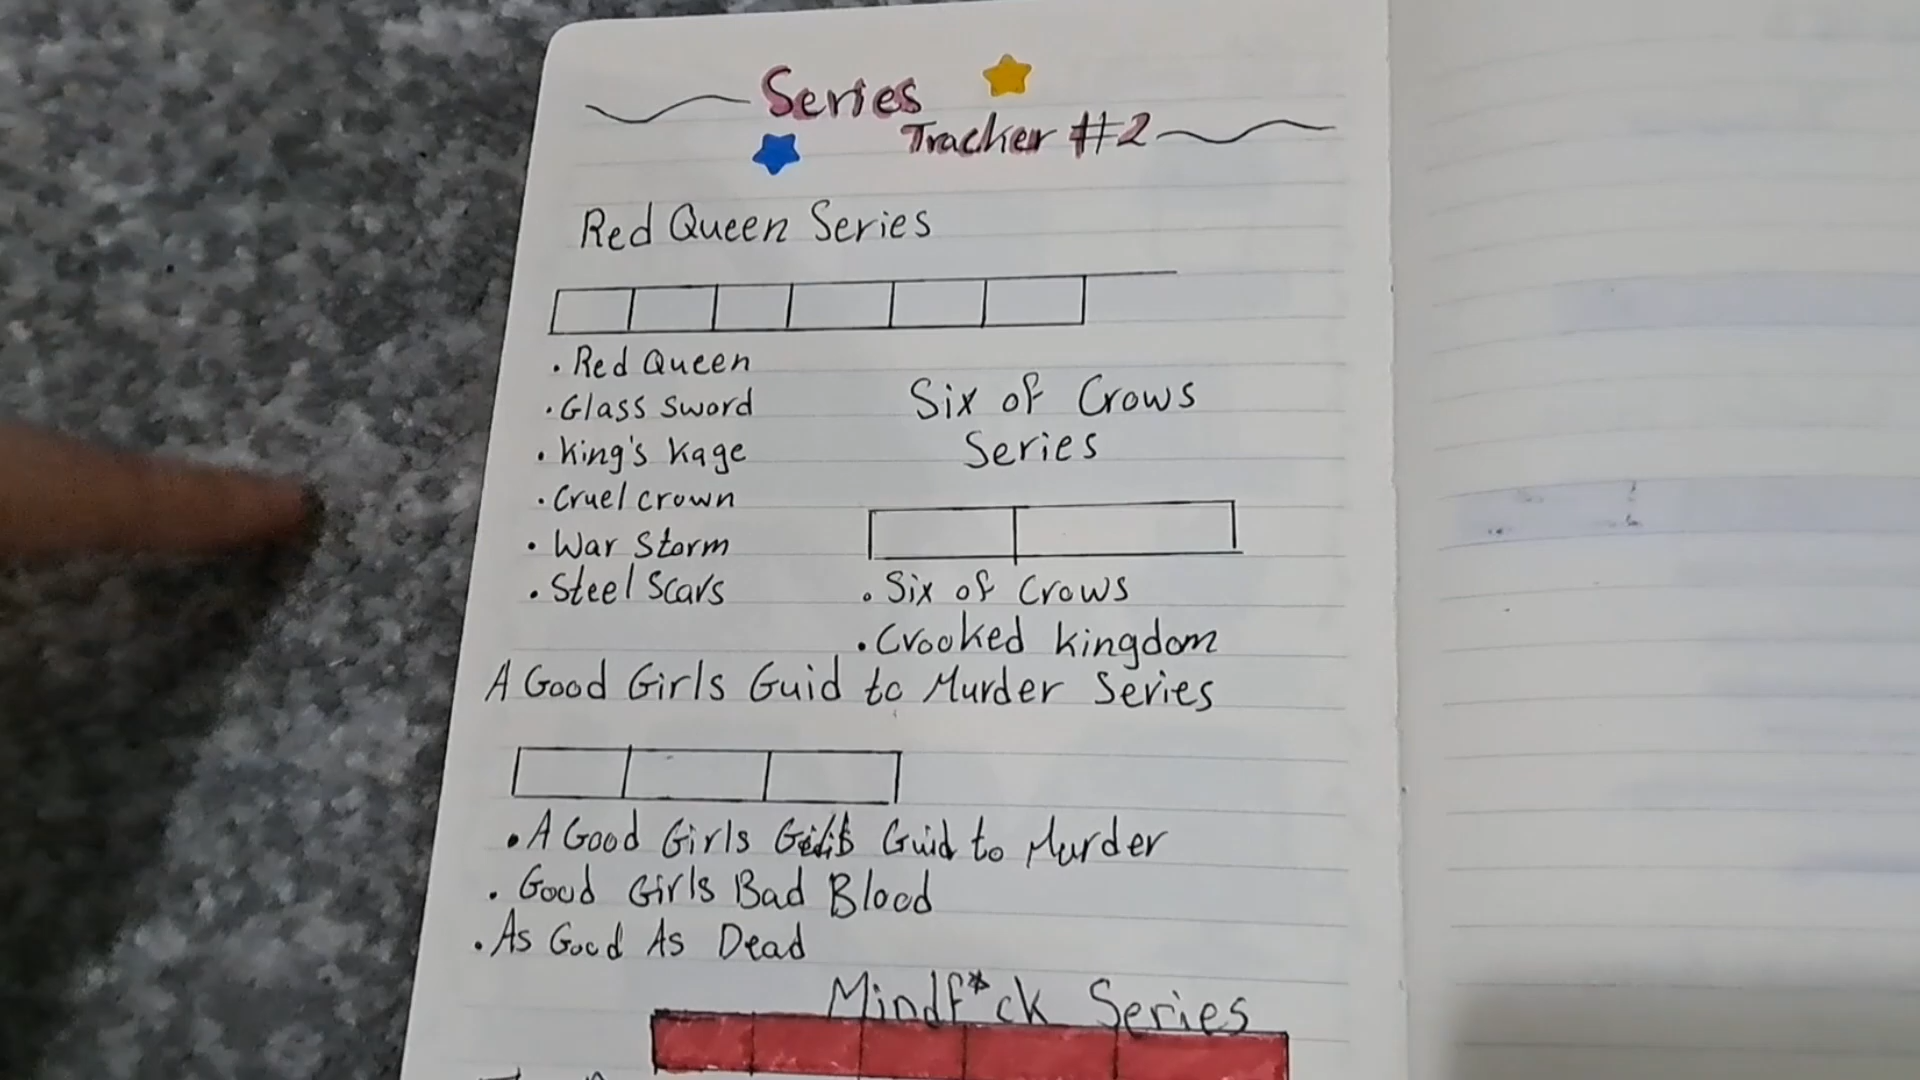 Series
Tracker #2
Red Queen Series
• Red Queen
• Glass Sword
• King's Kage
• Cruel crown
• War Storm
• Steel Scars
Six of Crows
Series
• Six of Crows
• Crooked kingdom
A Good Girls Guid to Murder Series
• A Good Girls Guid to Murder
• Good Girls Bad Blood
• As Good As Dead
Mindf*ck Series